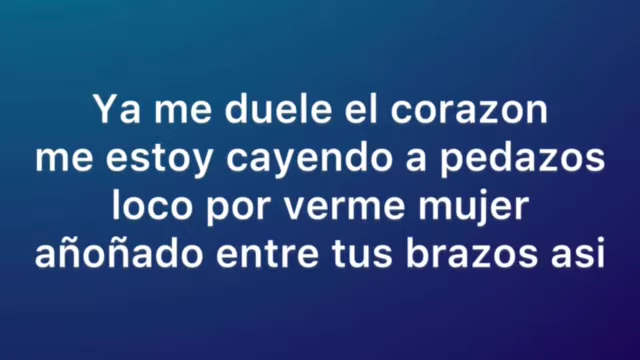 Ya me duele el corazon
me estoy cayendo a pedazos
loco por verme mujer
añoñado entre tus brazos asi